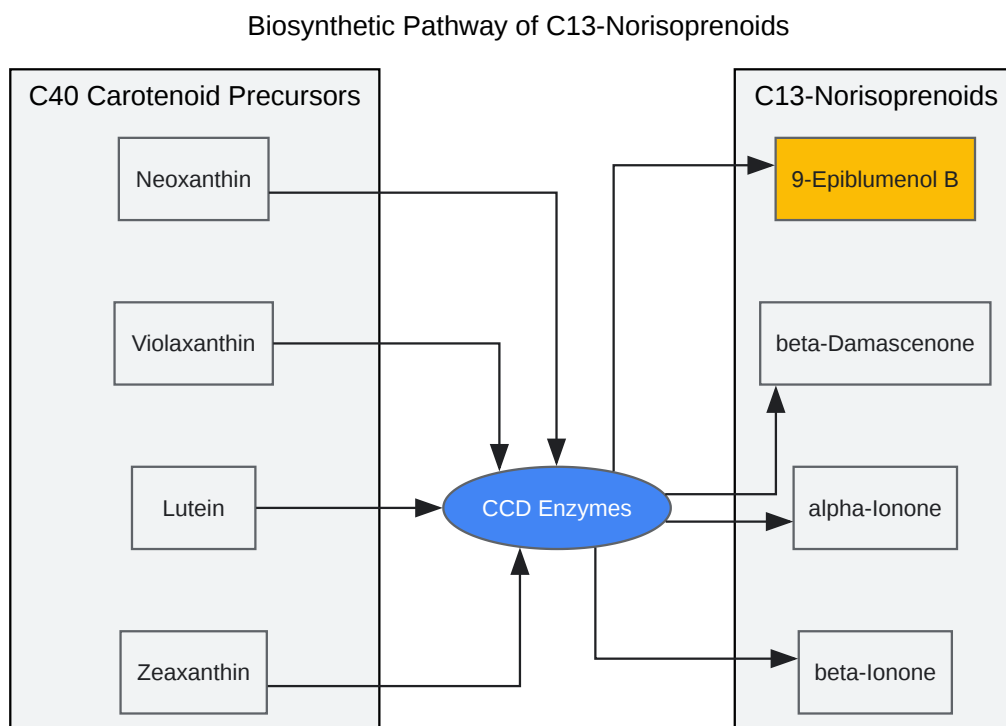 Biosynthetic Pathway of C13-Norisoprenoids
C40 Carotenoid Precursors
Neoxanthin
Violaxanthin
Lutein
Zeaxanthin
CCD Enzymes
C13-Norisoprenoids
9-Epiblumenol B
beta-Damascenone
alpha-Ionone
beta-Ionone